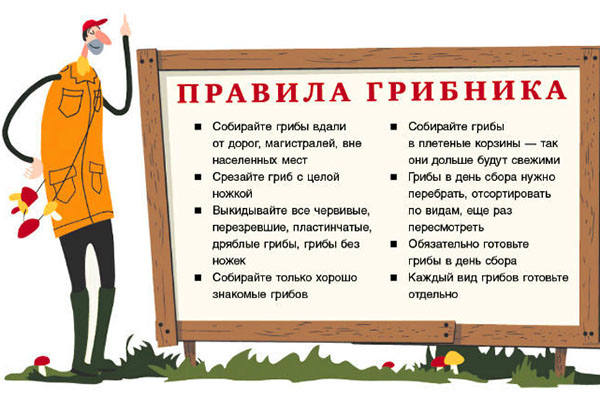 ПРАВИЛА ГРИБНИКА
Собирайте грибы вдали
от дорог, магистралей, вне
населенных мест
Срезайте гриб с целой
ножкой
Выкидывайте все червивые,
перезревшие, пластинчатые,
дряблые грибы, грибы без
ножек
Собирайте только хорошо
знакомые грибов
Собирайте грибы
в плетеные корзины — так
они дольше будут свежими
Грибы в день сбора нужно
перебрать, отсортировать
по видам, еще раз
пересмотреть
Обязательно готовьте
грибы в день сбора
Каждый вид грибов готовьте
отдельно